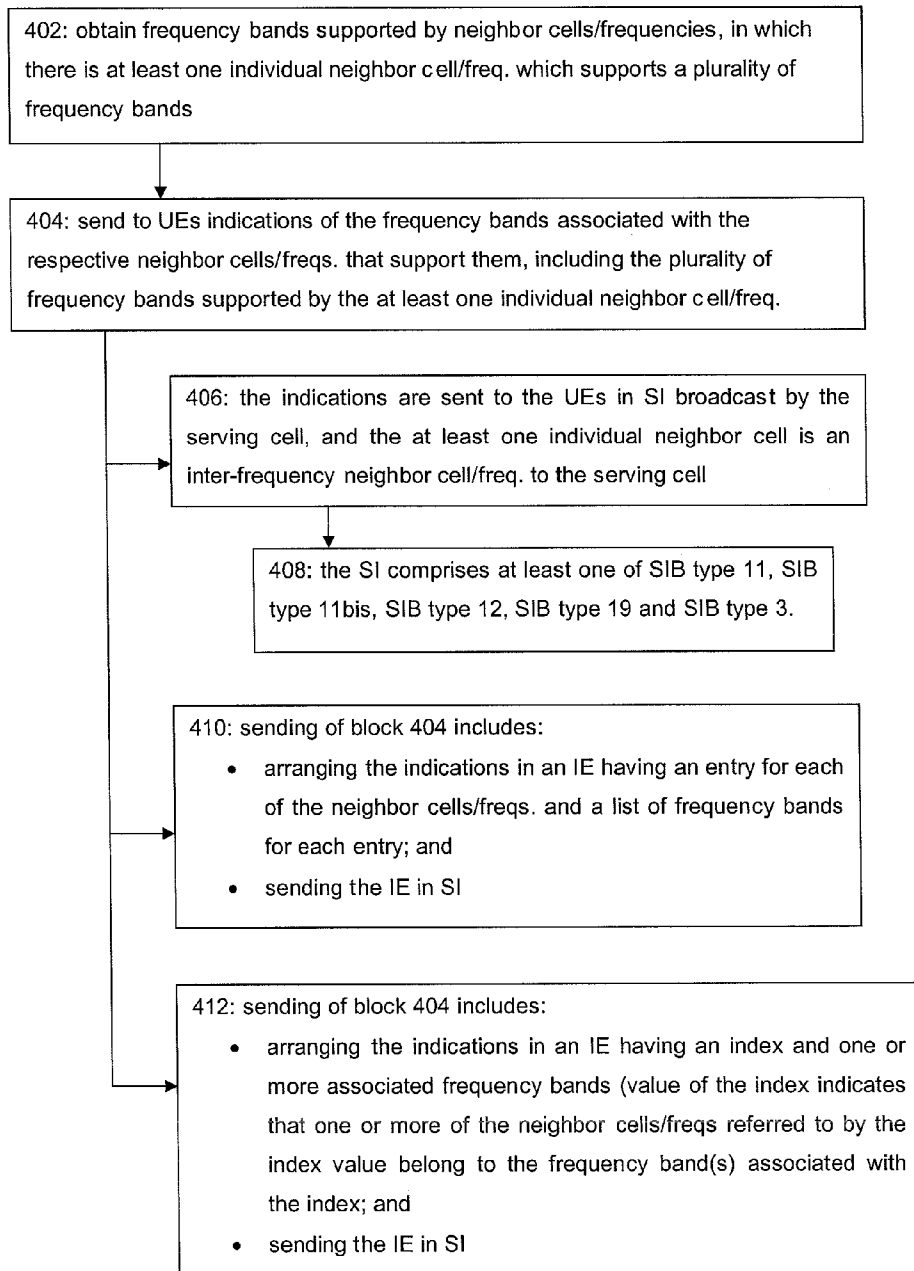 402: obtain frequency bands supported by neighbor cells/frequencies, in which
there is at least one individual neighbor cell/freq. which supports a plurality of
frequency bands
404: send to UEs indications of the frequency bands associated with the
respective neighbor cells/freqs. that support them, including the plurality of
frequency bands supported by the at least one individual neighbor cell/freq.
406: the indications are sent to the UEs in SI broadcast by the
serving cell, and the at least one individual neighbor cell is an
inter-frequency neighbor cell/freq. to the serving cell
408: the SI comprises at least one of SIB type 11, SIB
type 11bis, SIB type 12, SIB type 19 and SIB type 3.
410: sending of block 404 includes:
• arranging the indications in an IE having an entry for each
of the neighbor cells/freqs. and a list of frequency bands
for each entry; and
• sending the IE in SI
412: sending of block 404 includes:
• arranging the indications in an IE having an index and one or
more associated frequency bands (value of the index indicates
that one or more of the neighbor cells/freqs referred to by the
index value belong to the frequency band(s) associated with
the index; and
• sending the IE in SI